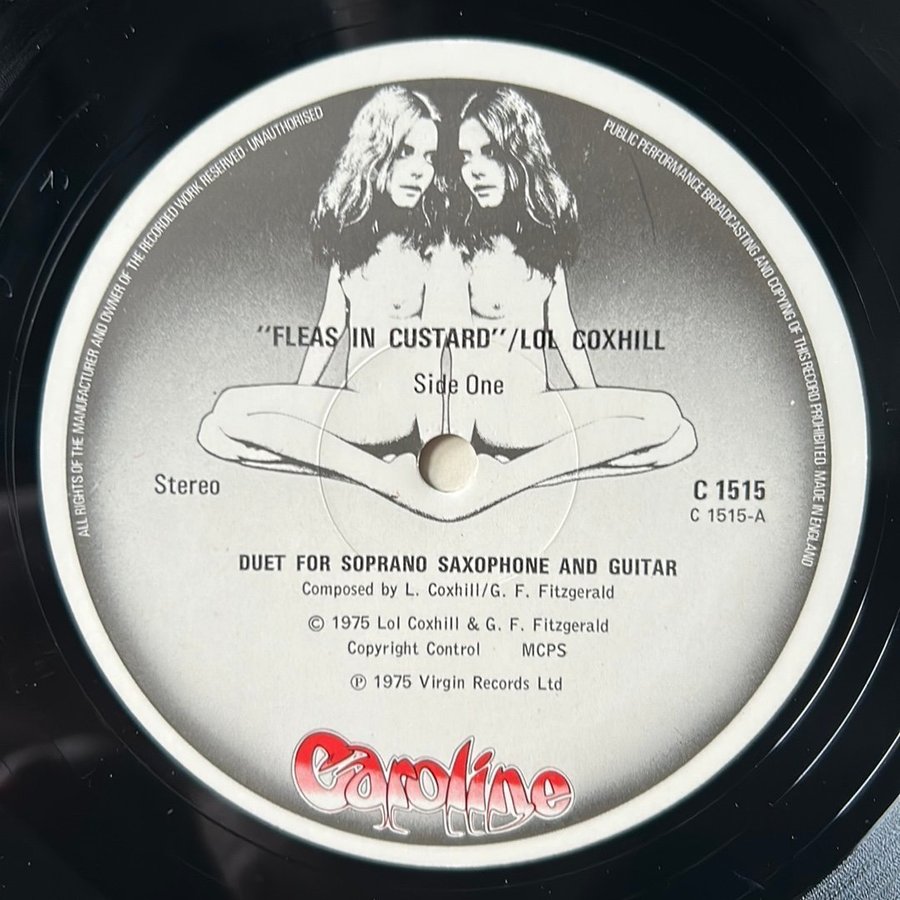 ALL RIGHTS OF THE MANUFACTURER AND OWNER OF THE RECORDED WORK RESERVED · UNAUTHORISED
PUBLIC PERFORMANCE BROADCASTING AND COPYING OF THIS RECORD PROHIBITED · MADE IN ENGLAND
"FLEAS IN CUSTARD"/LOL COXHILL
Side One
Stereo
C 1515
C 1515-A
DUET FOR SOPRANO SAXOPHONE AND GUITAR
Composed by L. Coxhill/G. F. Fitzgerald
© 1975 Lol Coxhill & G. F. Fitzgerald
Copyright Control MCPS
℗ 1975 Virgin Records Ltd
Caroline